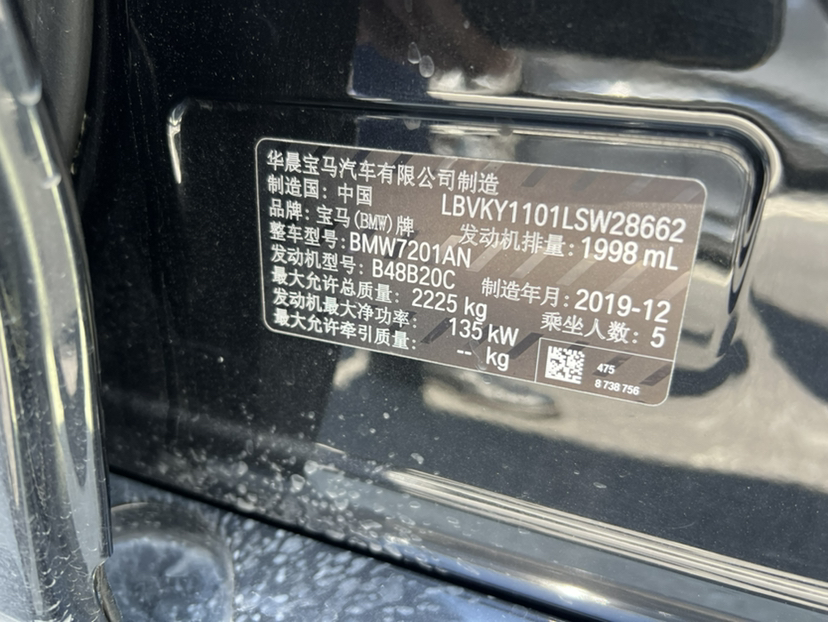 华晨宝马汽车有限公司制造
制造国: 中国 LBVKY1101LSW28662
品牌: 宝马(BMW)牌 发动机排量: 1998 mL
整车型号: BMW7201AN
发动机型号: B48B20C 制造年月: 2019-12
最大允许总质量: 2225 kg 乘坐人数: 5
发动机最大净功率: 135 kW
最大允许牵引质量: -- kg
475
8 738 756